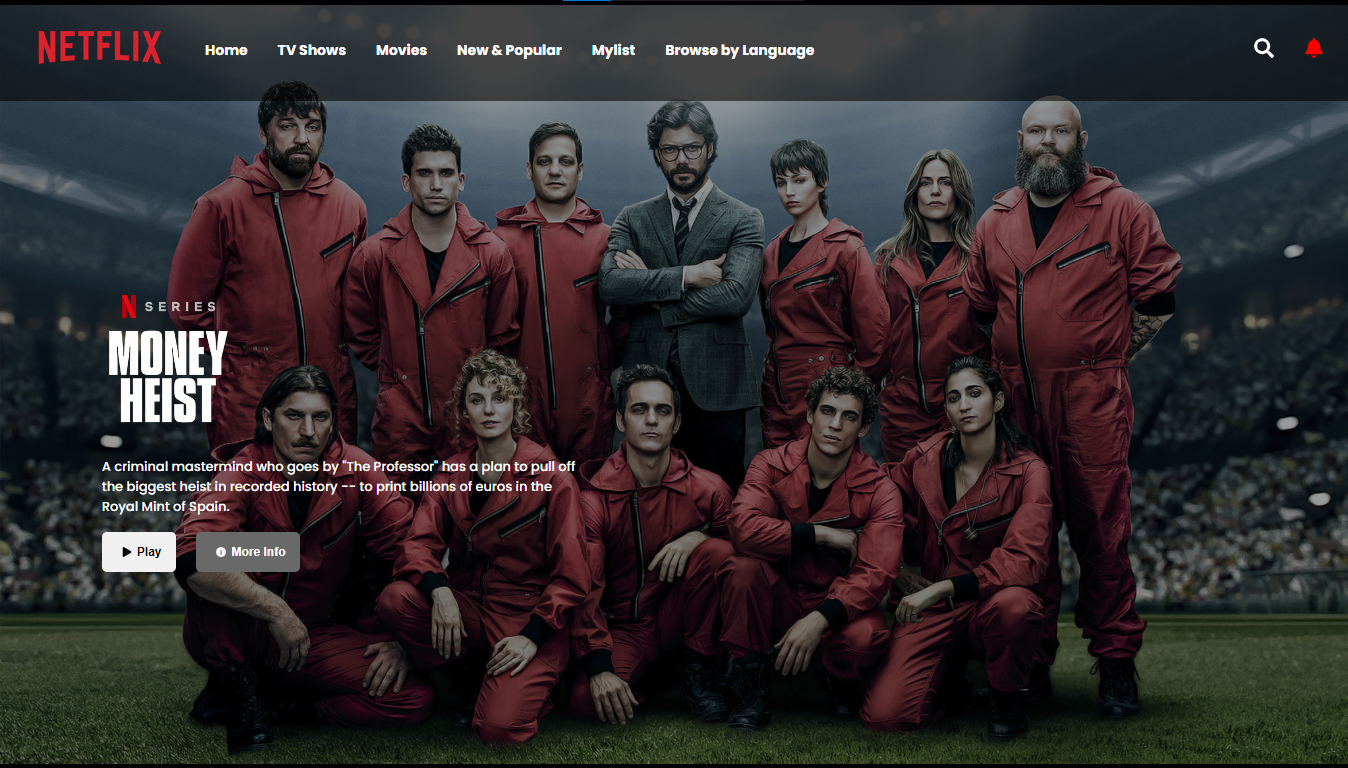 NETFLIX Home TV Shows Movies New & Popular Mylist Browse by Language
N SERIES
MONEY
HEIST
A criminal mastermind who goes by "The Professor" has a plan to pull off
the biggest heist in recorded history -- to print billions of euros in the
Royal Mint of Spain.
Play More Info